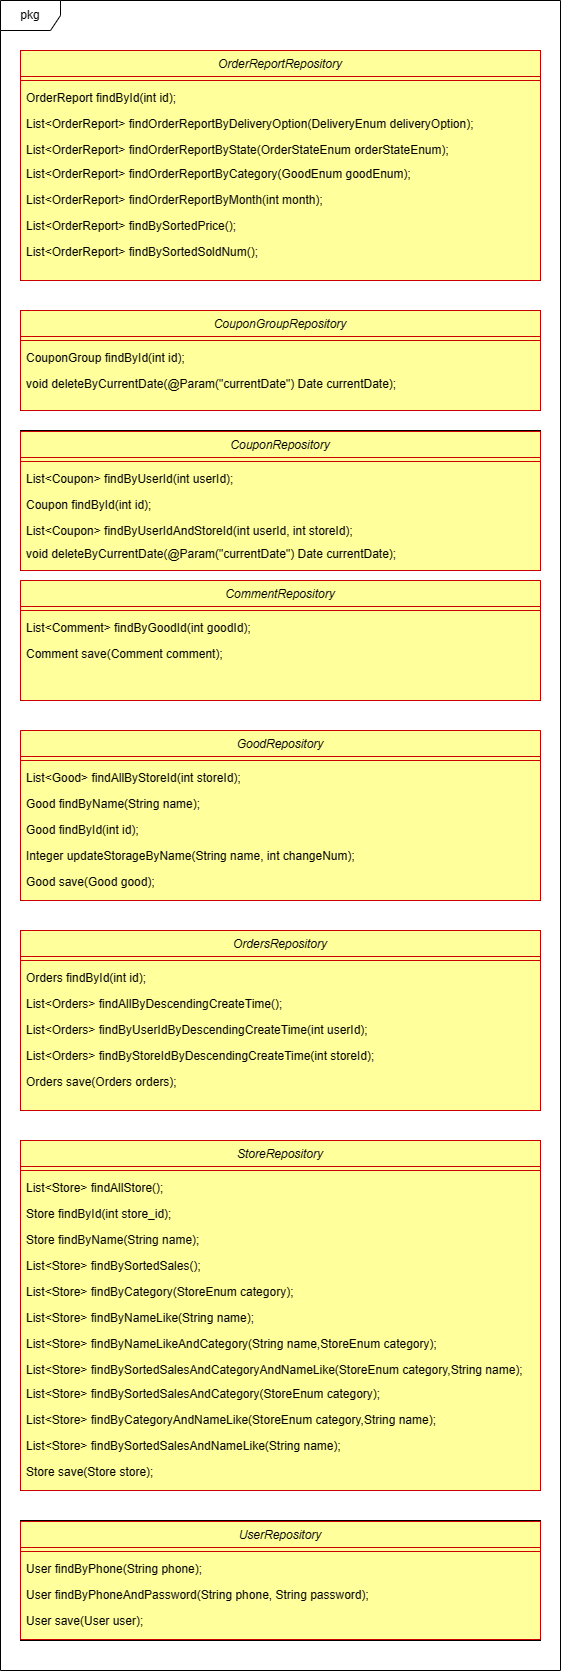 pkg
OrderReportRepository
OrderReport findById(int id);
List<OrderReport> findOrderReportByDeliveryOption(DeliveryEnum deliveryOption);
List<OrderReport> findOrderReportByState(OrderStateEnum orderStateEnum);
List<OrderReport> findOrderReportByCategory(GoodEnum goodEnum);
List<OrderReport> findOrderReportByMonth(int month);
List<OrderReport> findBySortedPrice();
List<OrderReport> findBySortedSoldNum();
CouponGroupRepository
CouponGroup findById(int id);
void deleteByCurrentDate(@Param("currentDate") Date currentDate);
CouponRepository
List<Coupon> findByUserId(int userId);
Coupon findById(int id);
List<Coupon> findByUserIdAndStoreId(int userId, int storeId);
void deleteByCurrentDate(@Param("currentDate") Date currentDate);
CommentRepository
List<Comment> findByGoodId(int goodId);
Comment save(Comment comment);
GoodRepository
List<Good> findAllByStoreId(int storeId);
Good findByName(String name);
Good findById(int id);
Integer updateStorageByName(String name, int changeNum);
Good save(Good good);
OrdersRepository
Orders findById(int id);
List<Orders> findAllByDescendingCreateTime();
List<Orders> findByUserIdByDescendingCreateTime(int userId);
List<Orders> findByStoreIdByDescendingCreateTime(int storeId);
Orders save(Orders orders);
StoreRepository
List<Store> findAllStore();
Store findById(int store_id);
Store findByName(String name);
List<Store> findBySortedSales();
List<Store> findByCategory(StoreEnum category);
List<Store> findByNameLike(String name);
List<Store> findByNameLikeAndCategory(String name,StoreEnum category);
List<Store> findBySortedSalesAndCategoryAndNameLike(StoreEnum category,String name);
List<Store> findBySortedSalesAndCategory(StoreEnum category);
List<Store> findByCategoryAndNameLike(StoreEnum category,String name);
List<Store> findBySortedSalesAndNameLike(String name);
Store save(Store store);
UserRepository
User findByPhone(String phone);
User findByPhoneAndPassword(String phone, String password);
User save(User user);